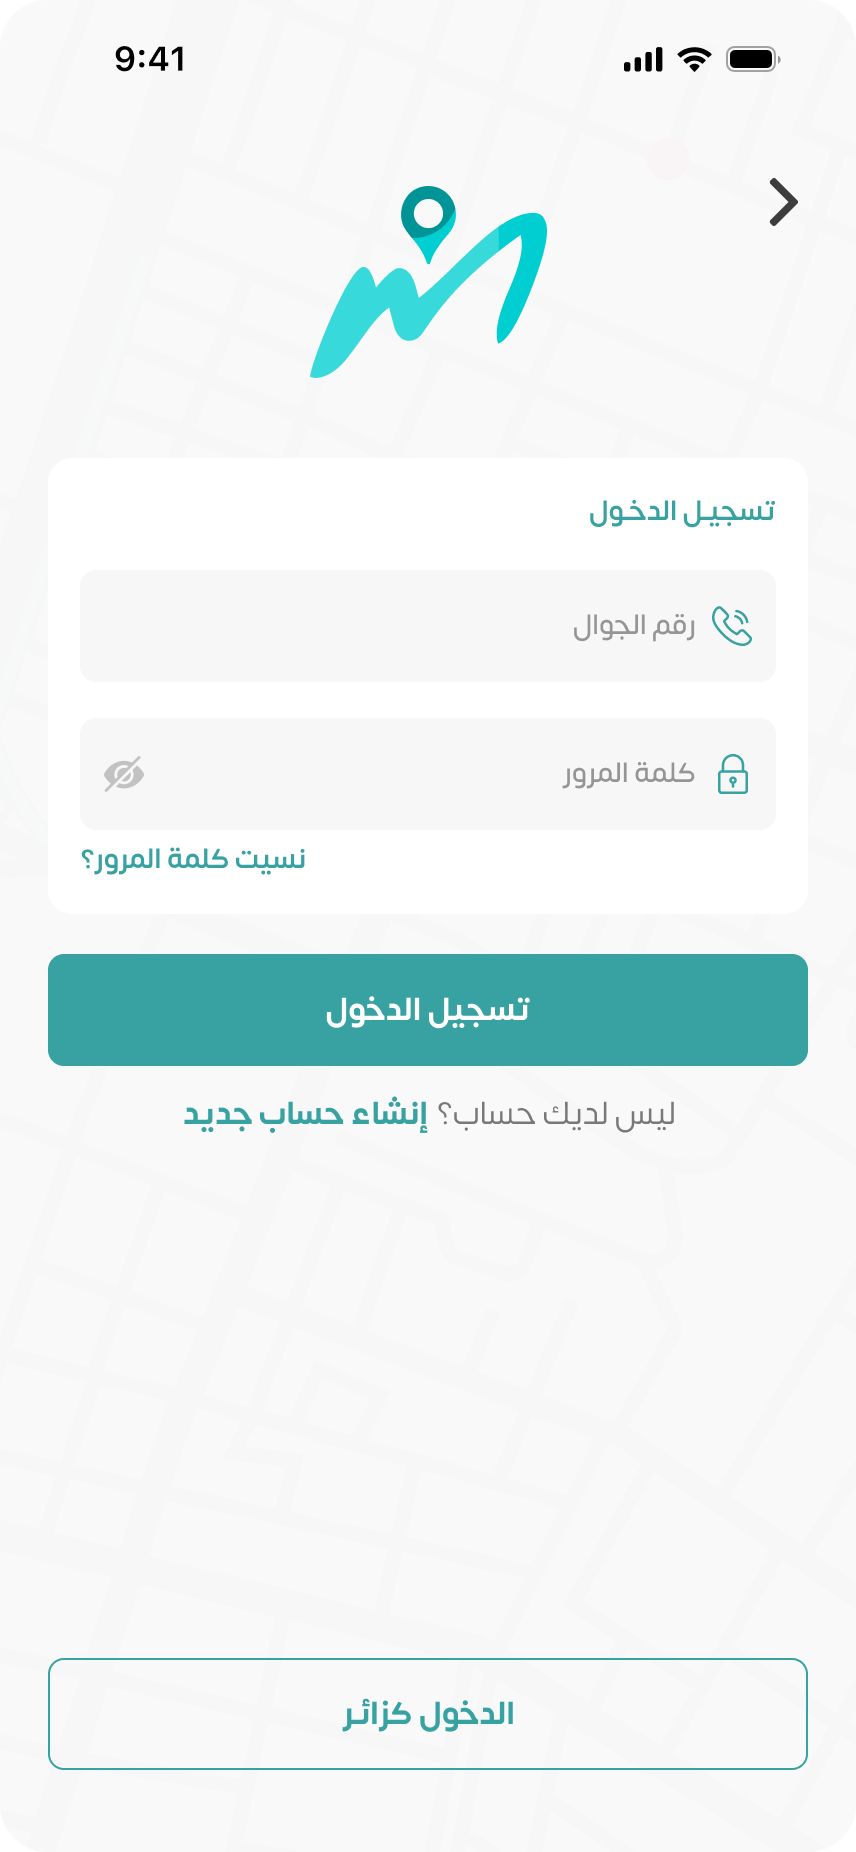 9:41
تسجيل الدخول
رقم الجوال
كلمة المرور
نسيت كلمة المرور؟
تسجيل الدخول
ليس لديك حساب؟ إنشاء حساب جديد
الدخول كزائر